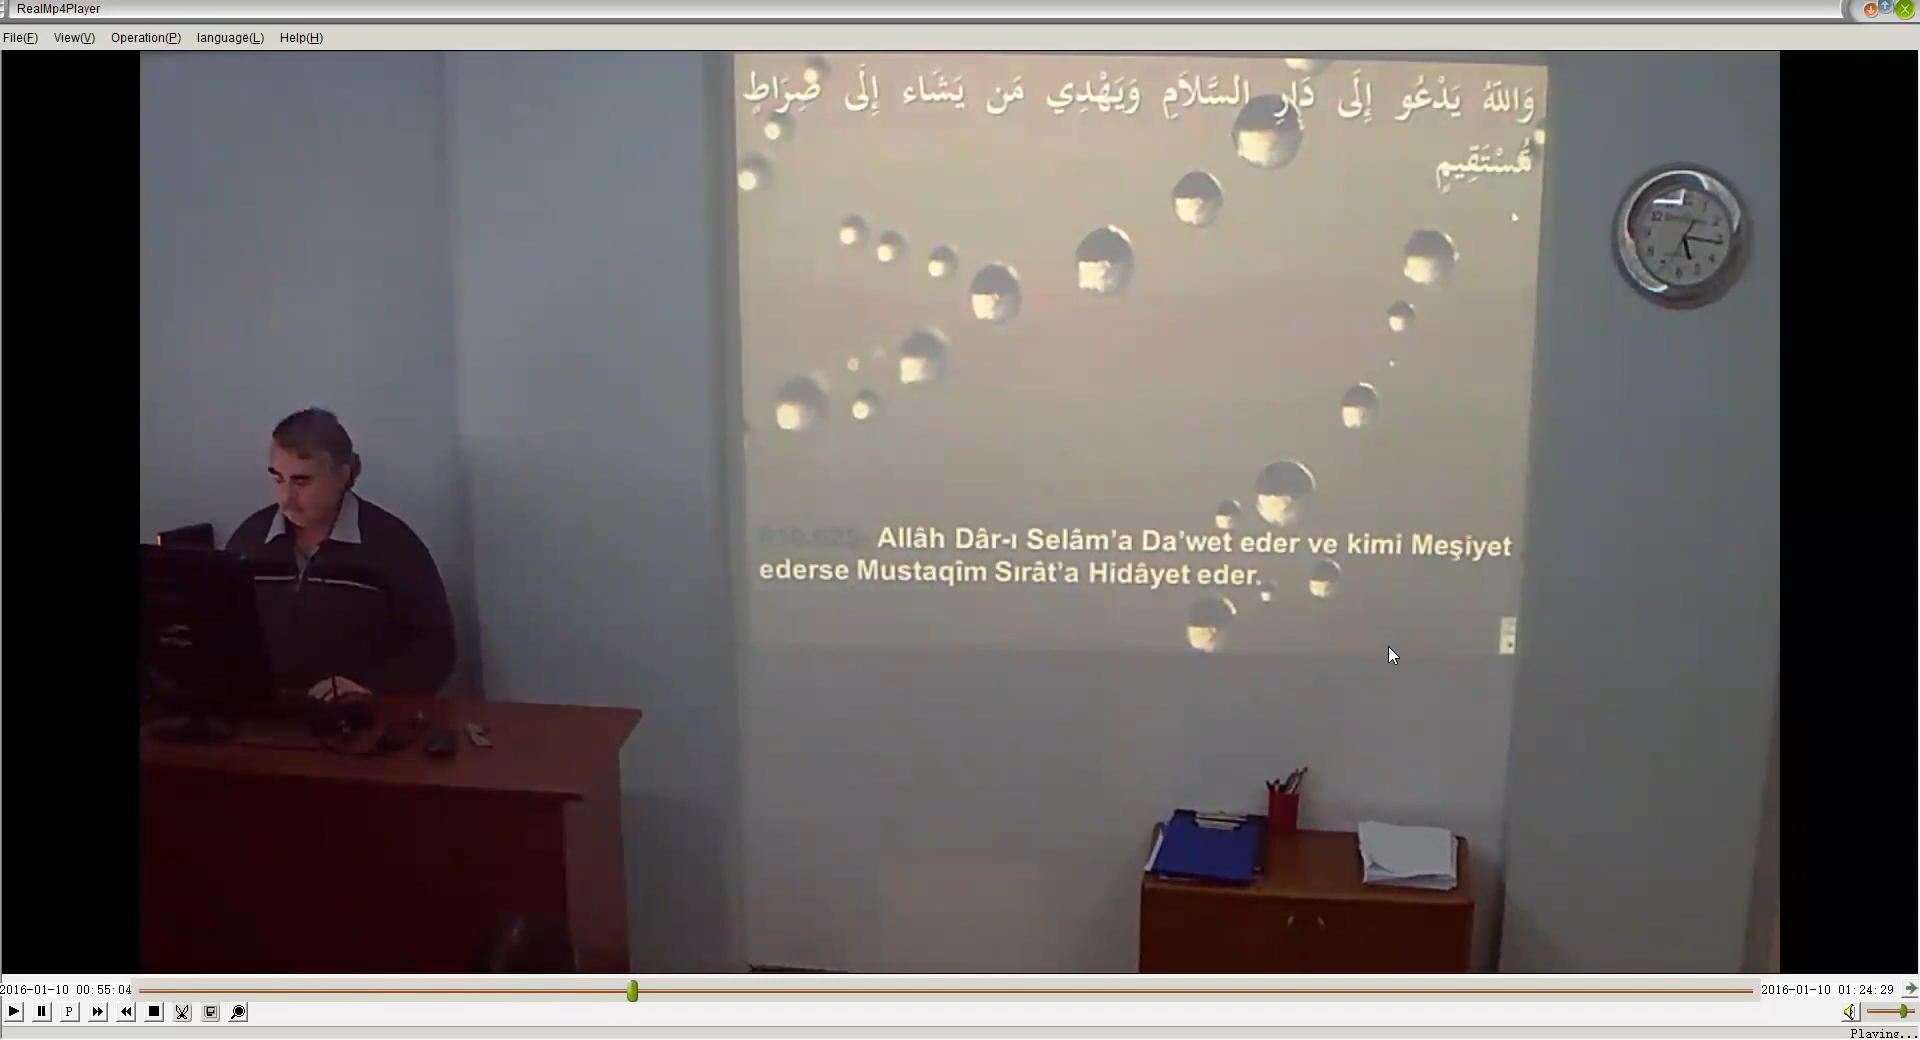 RealMp4Player
File(F) View(V) Operation(P) language(L) Help(H)
وَاللّهُ يَدْعُو إِلَى دَارِ السَّلاَمِ وَيَهْدِي مَن يَشَاء إِلَى صِرَاطٍ
مُّسْتَقِيمٍ
Allâh Dâr-ı Selâm'a Da'wet eder ve kimi Meşiyet
ederse Mustaqîm Sırât'a Hidâyet eder.
2016-01-10 00:55:04 2016-01-10 01:24:29
P
Playing...